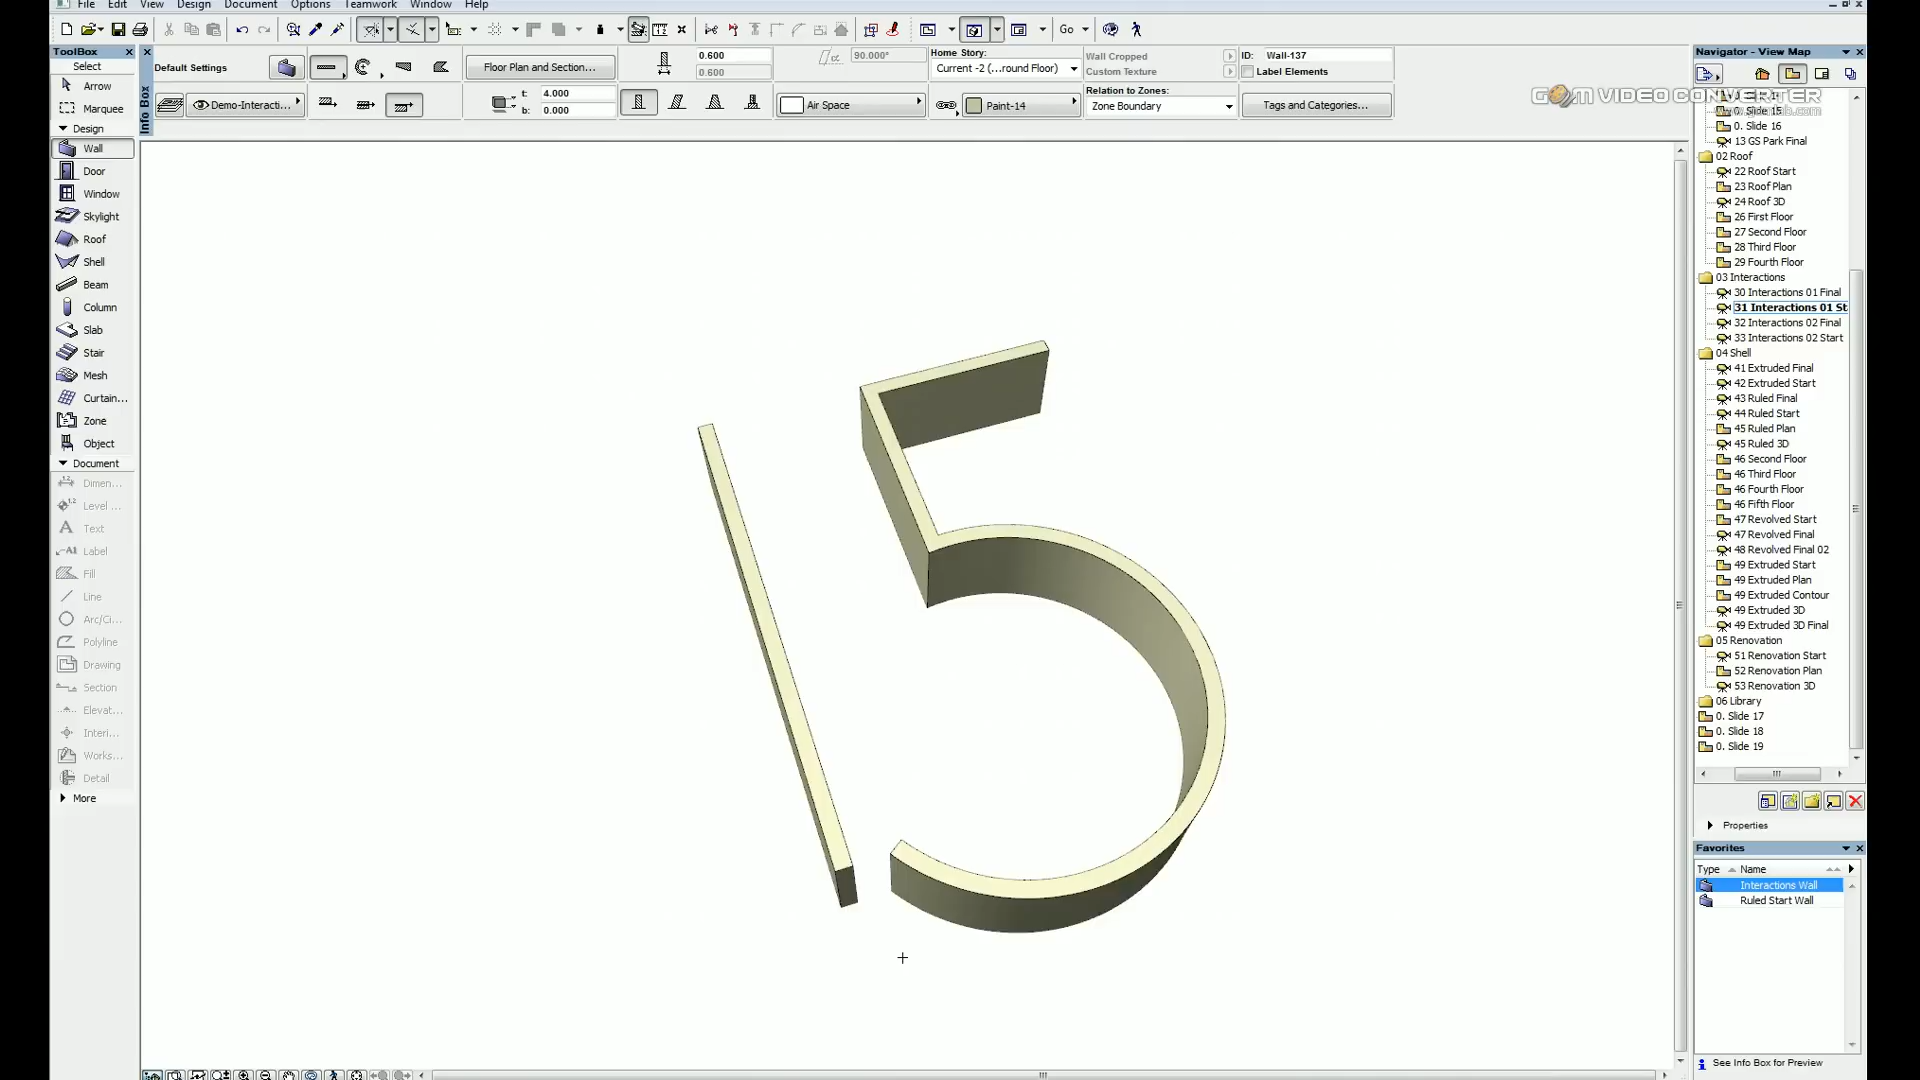 File Edit View Design Document Options Teamwork Window Help
Go
ToolBox
Select
Arrow
Marquee
Design
Wall
Door
Window
Skylight
Roof
Shell
Beam
Column
Slab
Stair
Mesh
Curtain...
Zone
Object
Document
Dimen...
Level ...
Text
Label
Fill
Line
Arc/Ci...
Polyline
Drawing
Section
Elevat...
Interi...
Works...
Detail
More
Info Box
Default Settings
Demo-Interacti...
Floor Plan and Section...
t: 4.000
b: 0.000
0.600
0.600
90.000°
Air Space
Home Story:
Current -2 (...round Floor)
Paint-14
Wall Cropped
Custom Texture
Relation to Zones:
Zone Boundary
ID: Wall-137
Label Elements
Tags and Categories...
GOM VIDEO CONVERTER
Navigator - View Map
0. Slide 15
0. Slide 16
13 GS Park Final
02 Roof
22 Roof Start
23 Roof Plan
24 Roof 3D
26 First Floor
27 Second Floor
28 Third Floor
29 Fourth Floor
03 Interactions
30 Interactions 01 Final
31 Interactions 01 St
32 Interactions 02 Final
33 Interactions 02 Start
04 Shell
41 Extruded Final
42 Extruded Start
43 Ruled Final
44 Ruled Start
45 Ruled Plan
45 Ruled 3D
46 Second Floor
46 Third Floor
46 Fourth Floor
46 Fifth Floor
47 Revolved Start
47 Revolved Final
48 Revolved Final 02
49 Extruded Start
49 Extruded Plan
49 Extruded Contour
49 Extruded 3D
49 Extruded 3D Final
05 Renovation
51 Renovation Start
52 Renovation Plan
53 Renovation 3D
06 Library
0. Slide 17
0. Slide 18
0. Slide 19
Properties
Favorites
Type Name
Interactions Wall
Ruled Start Wall
See Info Box for Preview
15